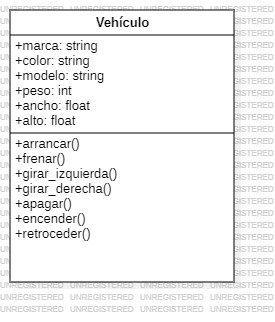 Vehículo
+marca: string
+color: string
+modelo: string
+peso: int
+ancho: float
+alto: float
+arrancar()
+frenar()
+girar_izquierda()
+girar_derecha()
+apagar()
+encender()
+retroceder()
UNREGISTERED UNREGISTERED UNREGISTERED UNREGISTERED